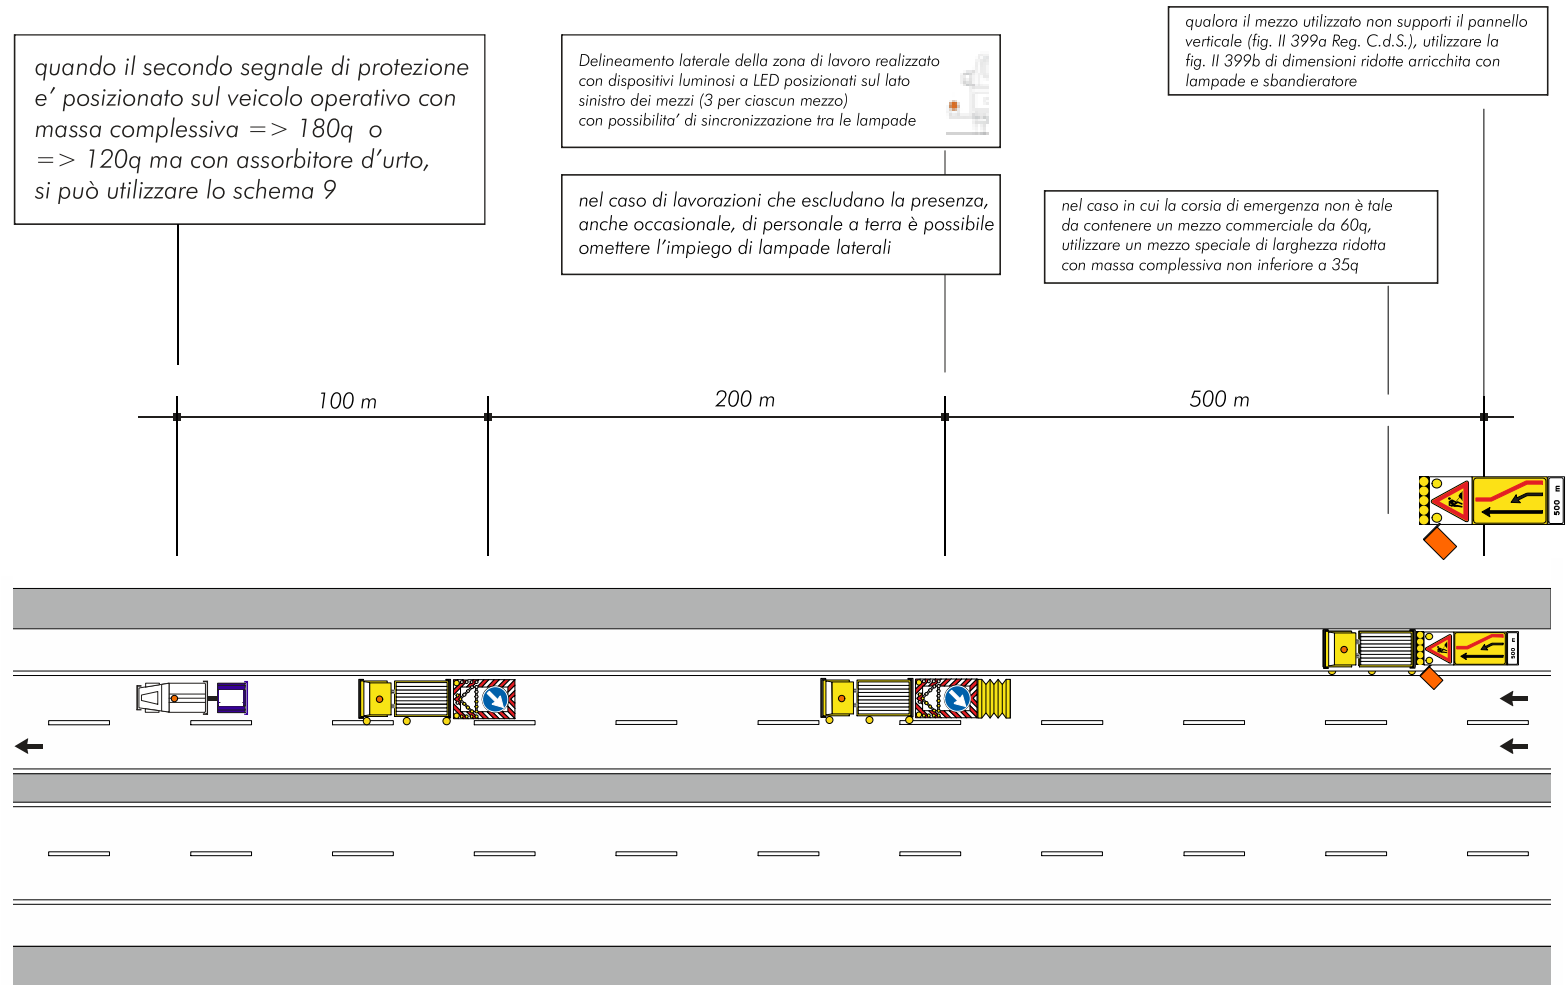 quando il secondo segnale di protezione
e' posizionato sul veicolo operativo con
massa complessiva => 180q o
=> 120q ma con assorbitore d'urto,
si può utilizzare lo schema 9
Delineamento laterale della zona di lavoro realizzato
con dispositivi luminosi a LED posizionati sul lato
sinistro dei mezzi (3 per ciascun mezzo)
con possibilita' di sincronizzazione tra le lampade
nel caso di lavorazioni che escludano la presenza,
anche occasionale, di personale a terra è possibile
omettere l'impiego di lampade laterali
qualora il mezzo utilizzato non supporti il pannello
verticale (fig. II 399a Reg. C.d.S.), utilizzare la
fig. II 399b di dimensioni ridotte arricchita con
lampade e sbandieratore
nel caso in cui la corsia di emergenza non è tale
da contenere un mezzo commerciale da 60q,
utilizzare un mezzo speciale di larghezza ridotta
con massa complessiva non inferiore a 35q
100 m
200 m
500 m
500 m
500 m